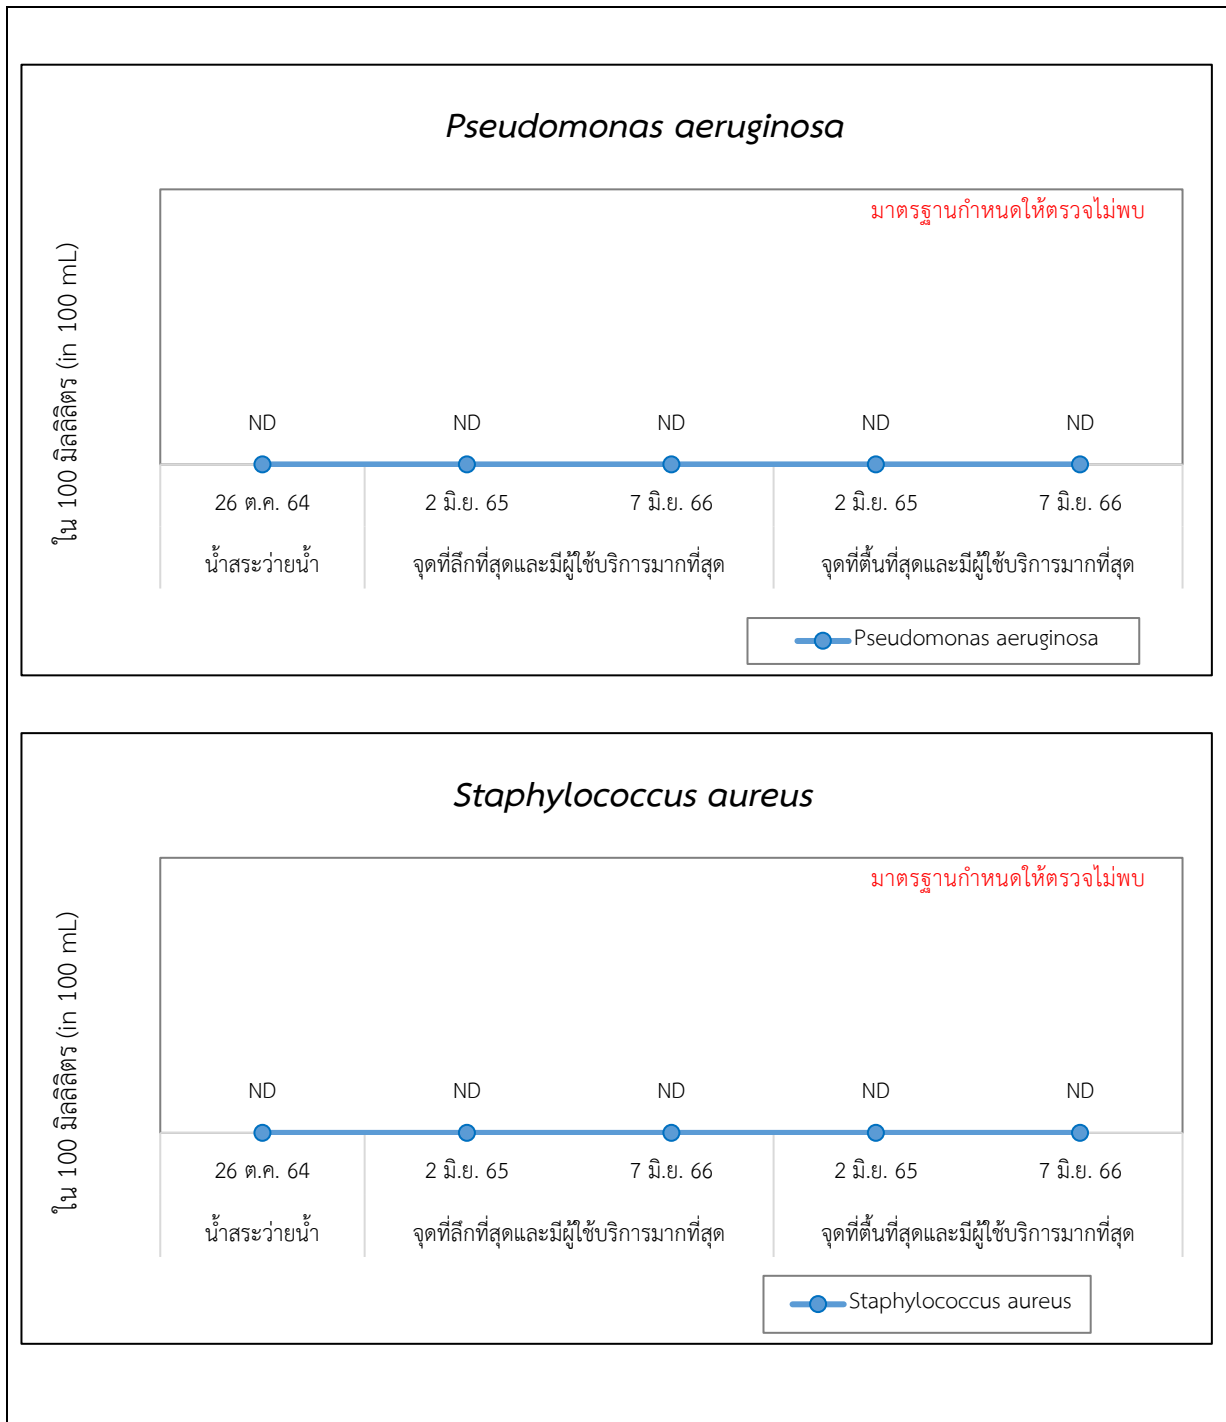 Pseudomonas aeruginosa
มาตรฐานกำหนดให้ตรวจไม่พบ
ใน 100 มิลลิลิตร (in 100 mL)
ND ND ND ND ND
26 ต.ค. 64 2 มิ.ย. 65 7 มิ.ย. 66 2 มิ.ย. 65 7 มิ.ย. 66
น้ำสระว่ายน้ำ จุดที่ลึกที่สุดและมีผู้ใช้บริการมากที่สุด จุดที่ตื้นที่สุดและมีผู้ใช้บริการมากที่สุด
Pseudomonas aeruginosa
Staphylococcus aureus
มาตรฐานกำหนดให้ตรวจไม่พบ
ใน 100 มิลลิลิตร (in 100 mL)
ND ND ND ND ND
26 ต.ค. 64 2 มิ.ย. 65 7 มิ.ย. 66 2 มิ.ย. 65 7 มิ.ย. 66
น้ำสระว่ายน้ำ จุดที่ลึกที่สุดและมีผู้ใช้บริการมากที่สุด จุดที่ตื้นที่สุดและมีผู้ใช้บริการมากที่สุด
Staphylococcus aureus